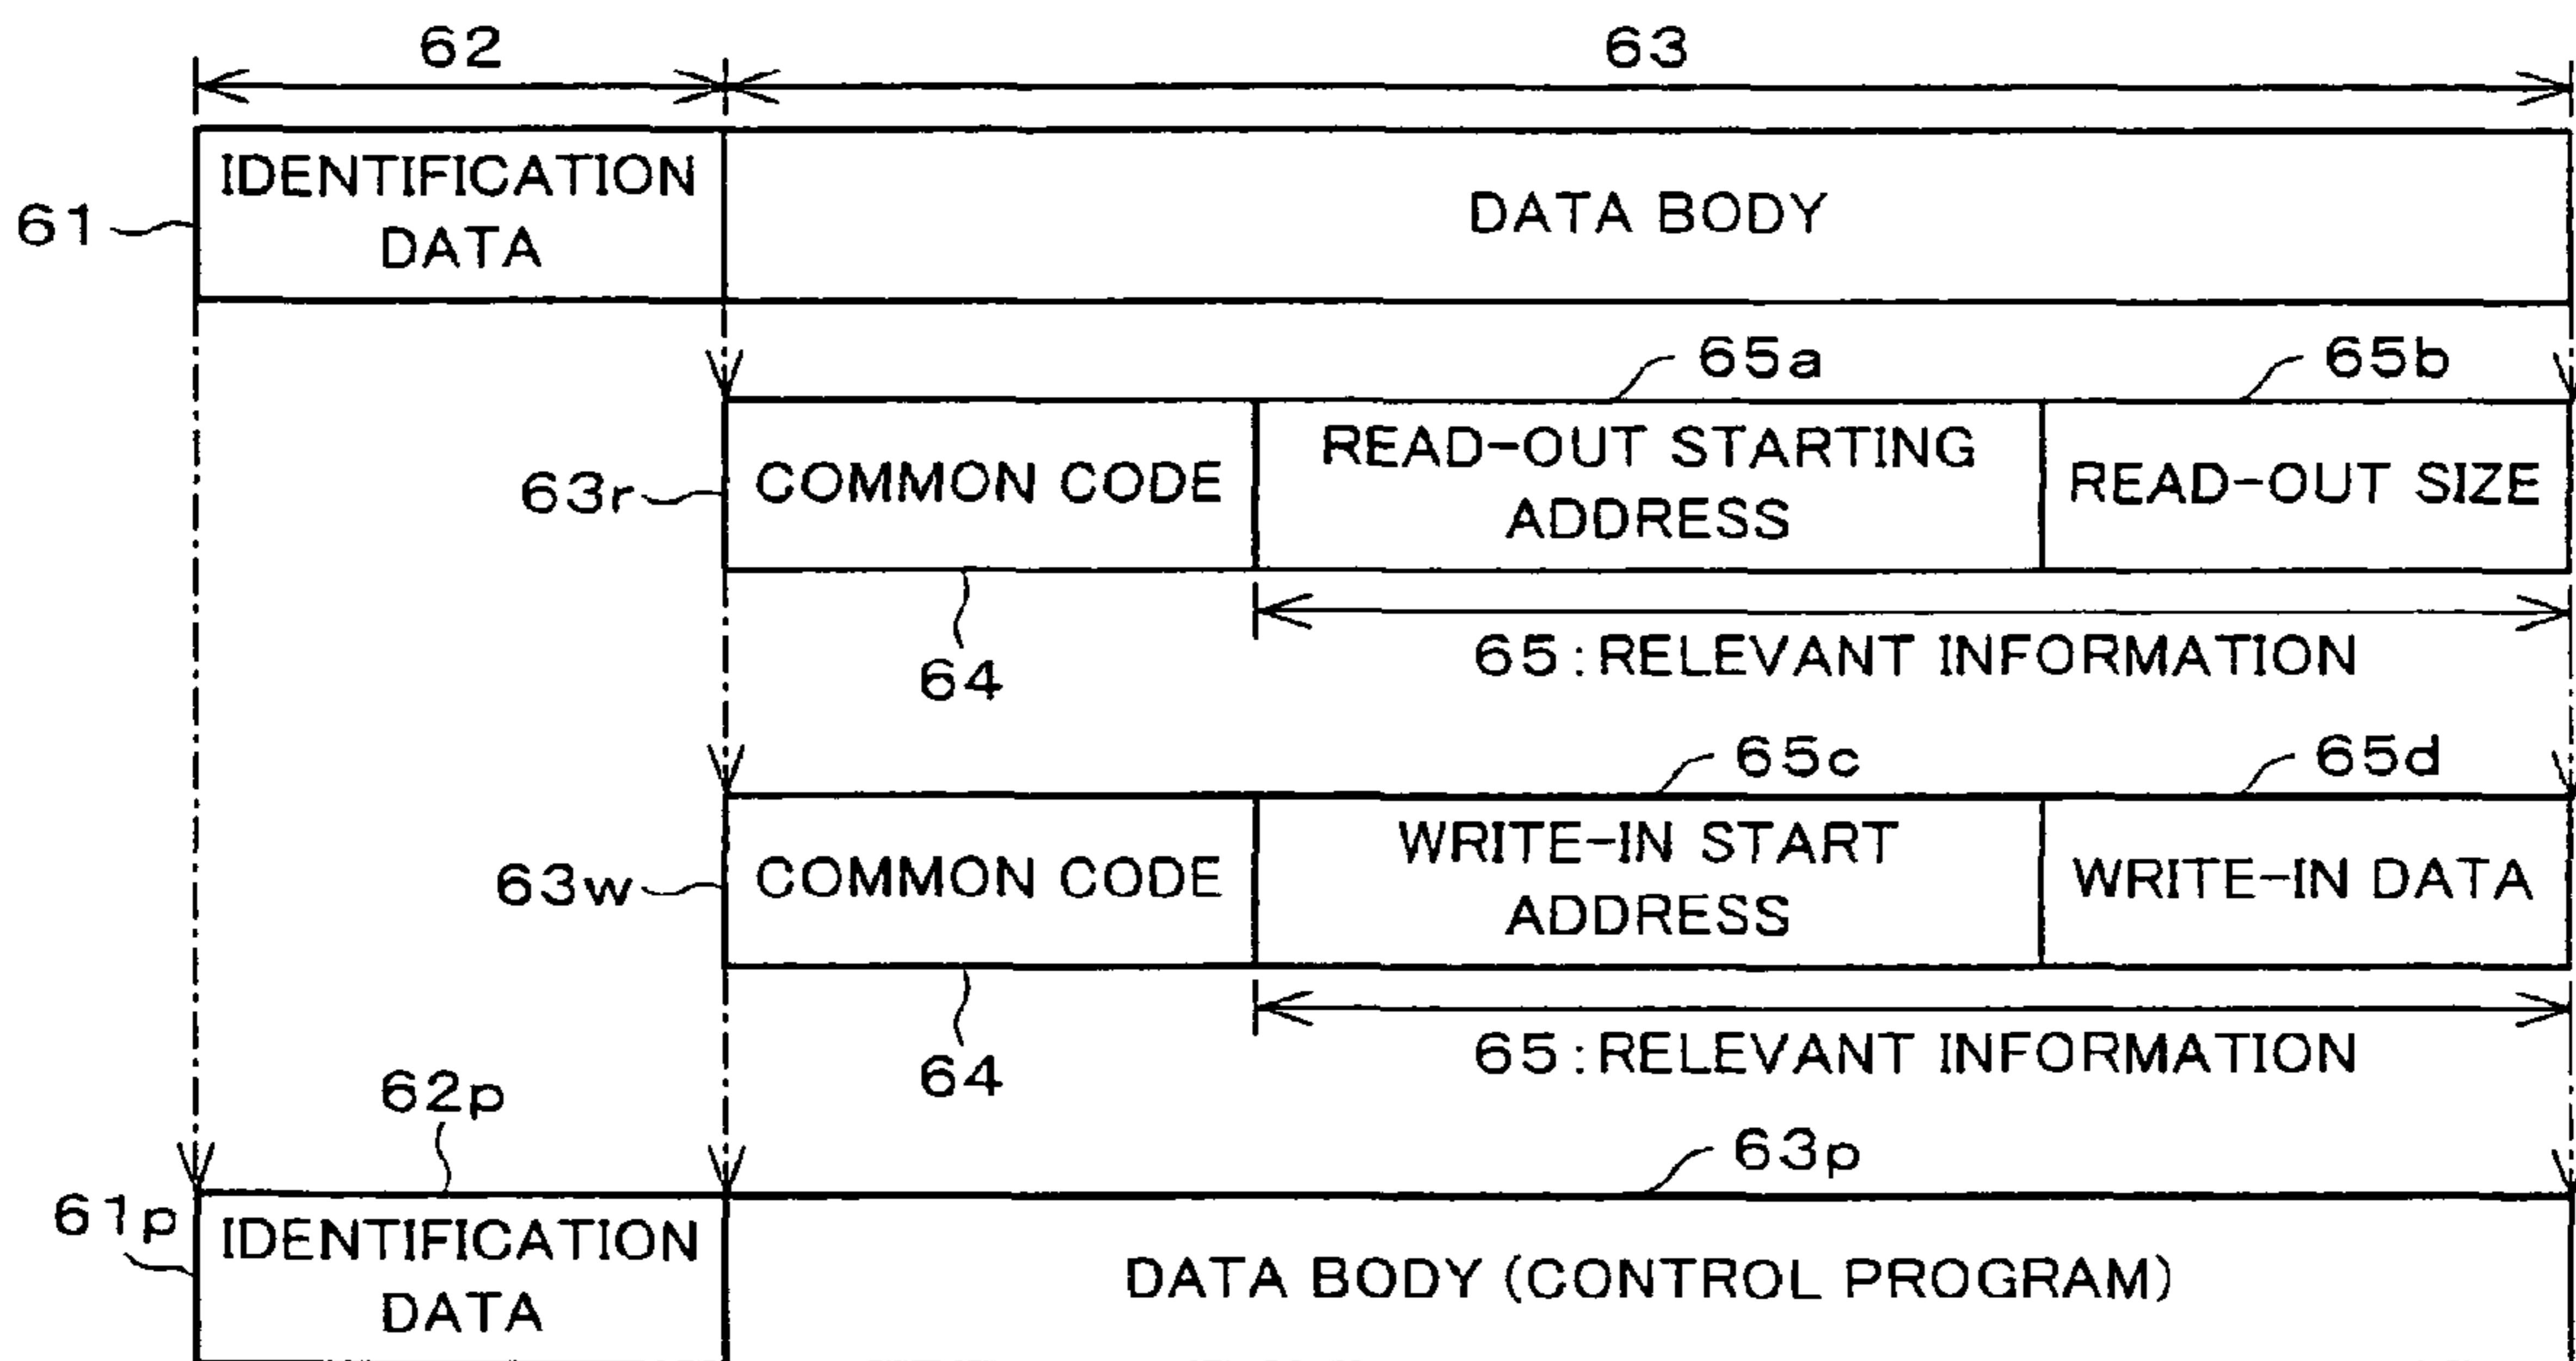 62
63
61
IDENTIFICATION
DATA
DATA BODY
65a
65b
63r
COMMON CODE
READ-OUT STARTING
ADDRESS
READ-OUT SIZE
64
65:RELEVANT INFORMATION
65c
65d
63w
COMMON CODE
WRITE-IN START
ADDRESS
WRITE-IN DATA
64
65:RELEVANT INFORMATION
62p
63p
61p
IDENTIFICATION
DATA
DATA BODY (CONTROL PROGRAM)